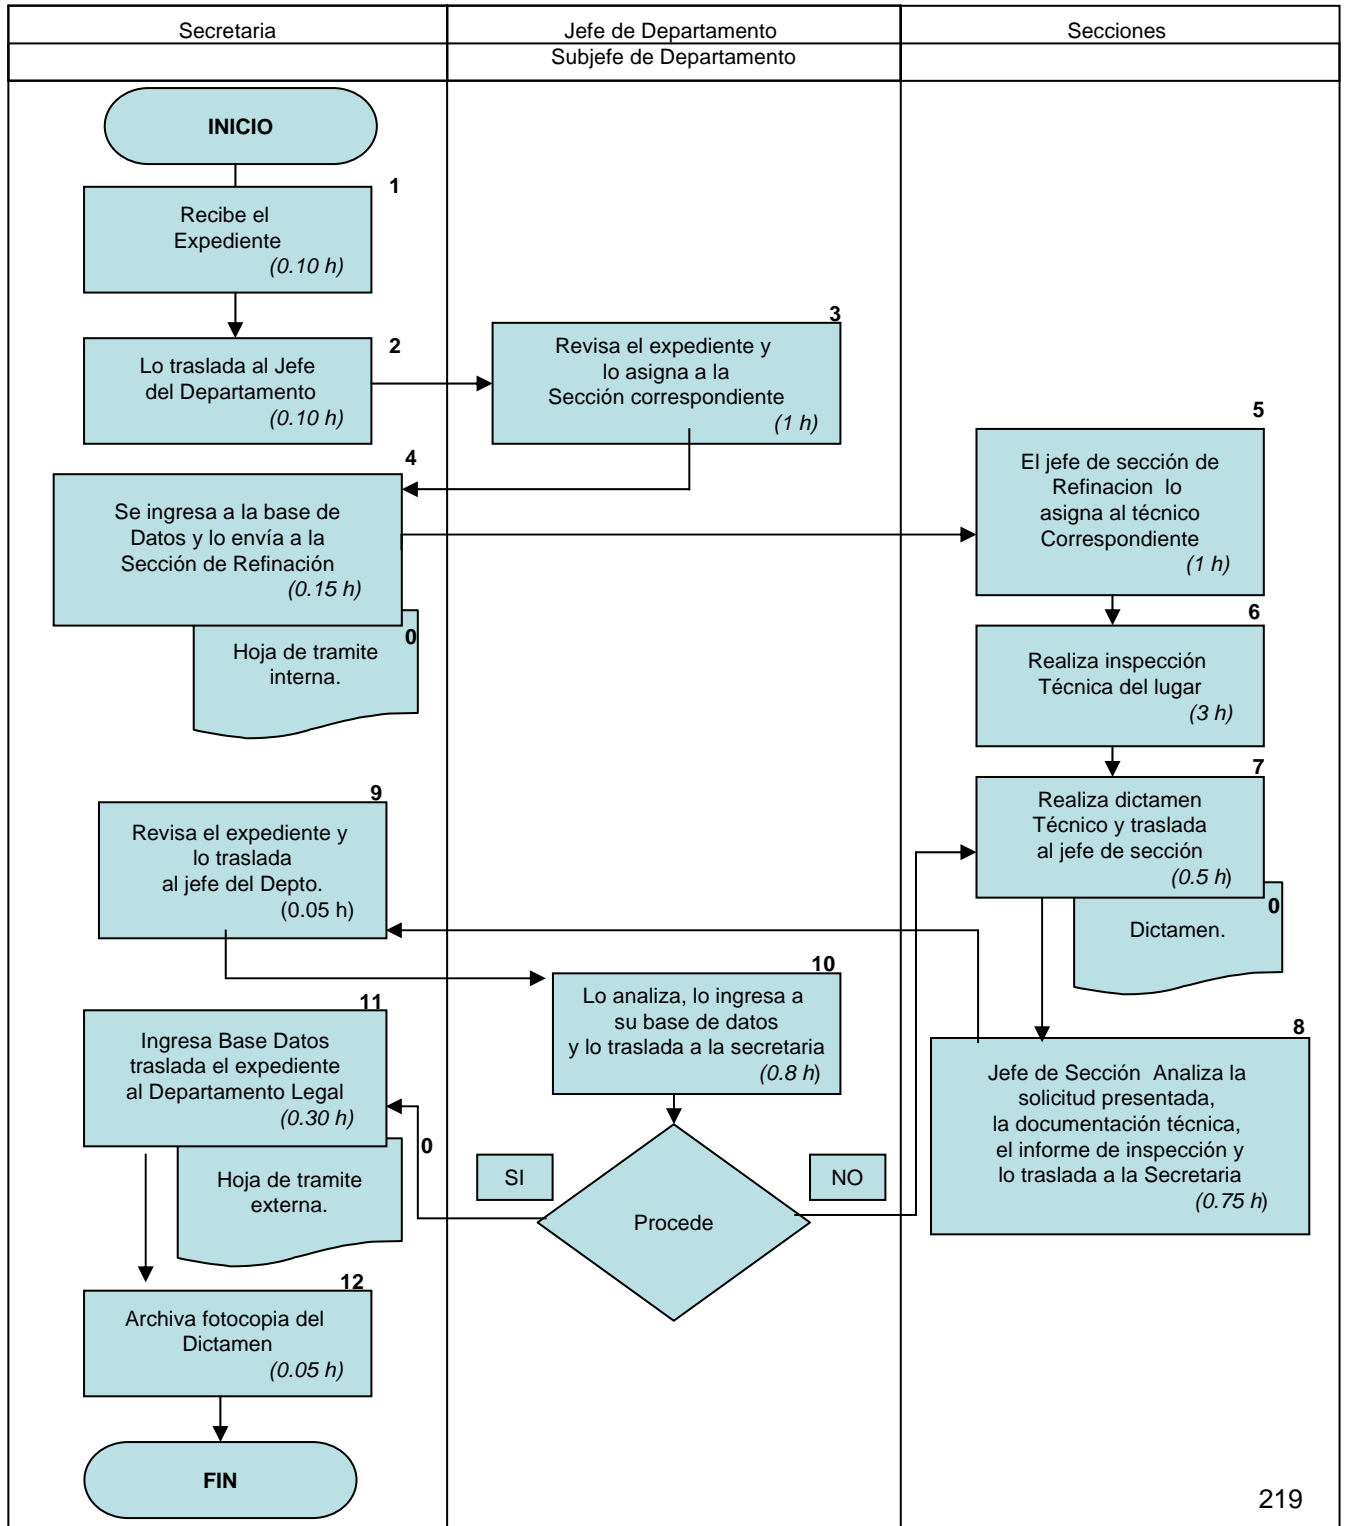 Secretaria
Jefe de Departamento
Subjefe de Departamento
Secciones
INICIO
1
Recibe el
Expediente
(0.10 h)
2
Lo traslada al Jefe
del Departamento
(0.10 h)
3
Revisa el expediente y
lo asigna a la
Sección correspondiente
(1 h)
4
Se ingresa a la base de
Datos y lo envía a la
Sección de Refinación
(0.15 h)
0
Hoja de tramite
interna.
5
El jefe de sección de
Refinacion lo
asigna al técnico
Correspondiente
(1 h)
6
Realiza inspección
Técnica del lugar
(3 h)
7
Realiza dictamen
Técnico y traslada
al jefe de sección
(0.5 h)
0
Dictamen.
8
Jefe de Sección Analiza la
solicitud presentada,
la documentación técnica,
el informe de inspección y
lo traslada a la Secretaria
(0.75 h)
9
Revisa el expediente y
lo traslada
al jefe del Depto.
(0.05 h)
10
Lo analiza, lo ingresa a
su base de datos
y lo traslada a la secretaria
(0.8 h)
SI
NO
Procede
11
Ingresa Base Datos
traslada el expediente
al Departamento Legal
(0.30 h)
0
Hoja de tramite
externa.
12
Archiva fotocopia del
Dictamen
(0.05 h)
FIN
219